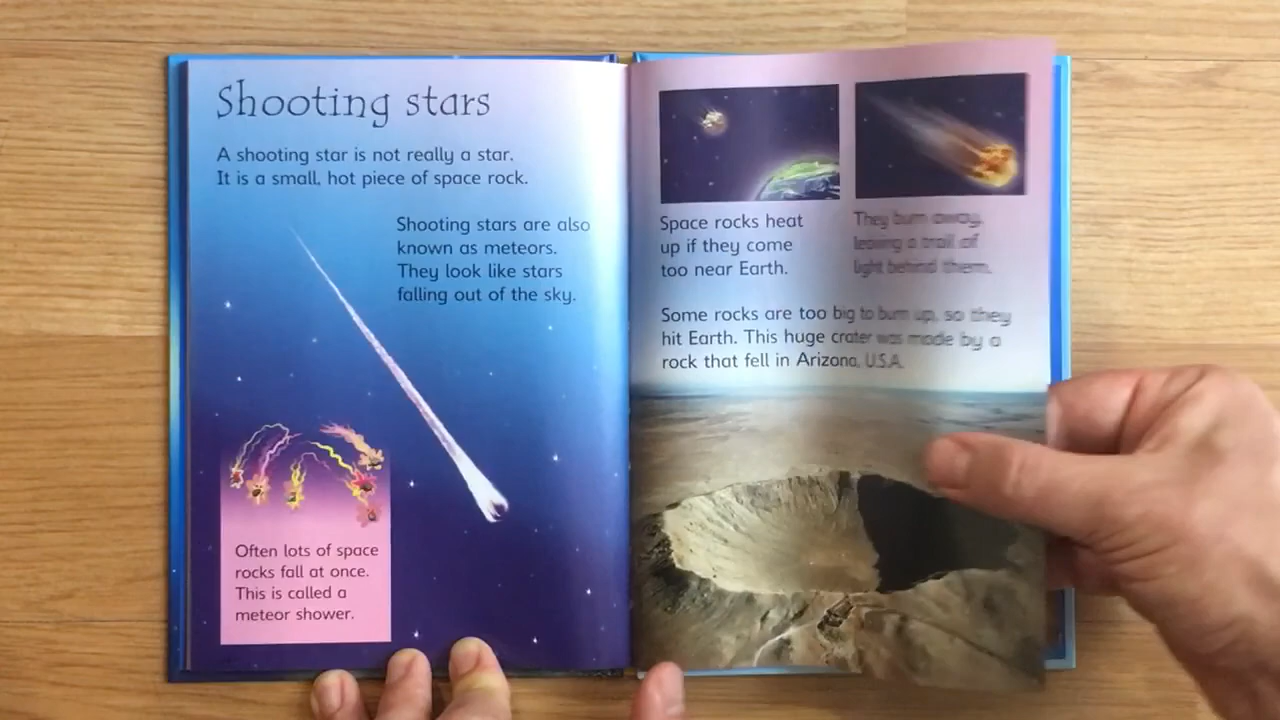 Shooting stars
A shooting star is not really a star.
It is a small, hot piece of space rock.
Shooting stars are also
known as meteors.
They look like stars
falling out of the sky.
Often lots of space
rocks fall at once.
This is called a
meteor shower.
Space rocks heat
up if they come
too near Earth.
They burn away,
leaving a trail of
light behind them.
Some rocks are too big to burn up, so they
hit Earth. This huge crater was made by a
rock that fell in Arizona, U.S.A.